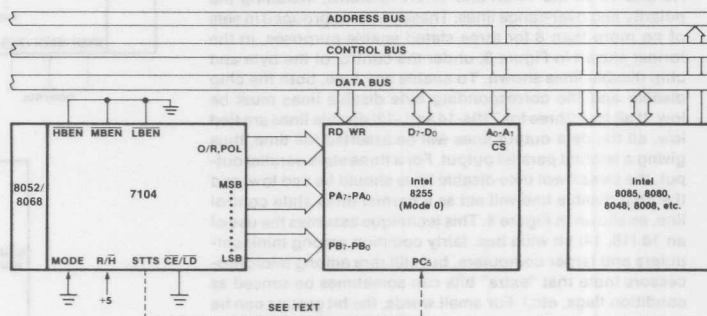 ADDRESS BUS
CONTROL BUS
DATA BUS
HBEN MBEN LBEN
O/R,POL
8052/
8068
7104
MSB
LSB
MODE R/H STTS CE/LD
+5
RD WR D7-D0 A0-A1
CS
PA7-PA0
PB7-PB0
Intel
8255
(Mode 0)
PC5
Intel
8085, 8080,
8048, 8008, etc.
SEE TEXT